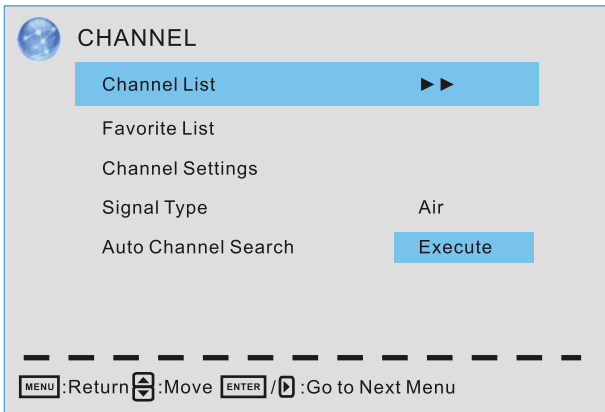 CHANNEL
Channel List ►►
Favorite List
Channel Settings
Signal Type Air
Auto Channel Search Execute
MENU :Return :Move ENTER / :Go to Next Menu